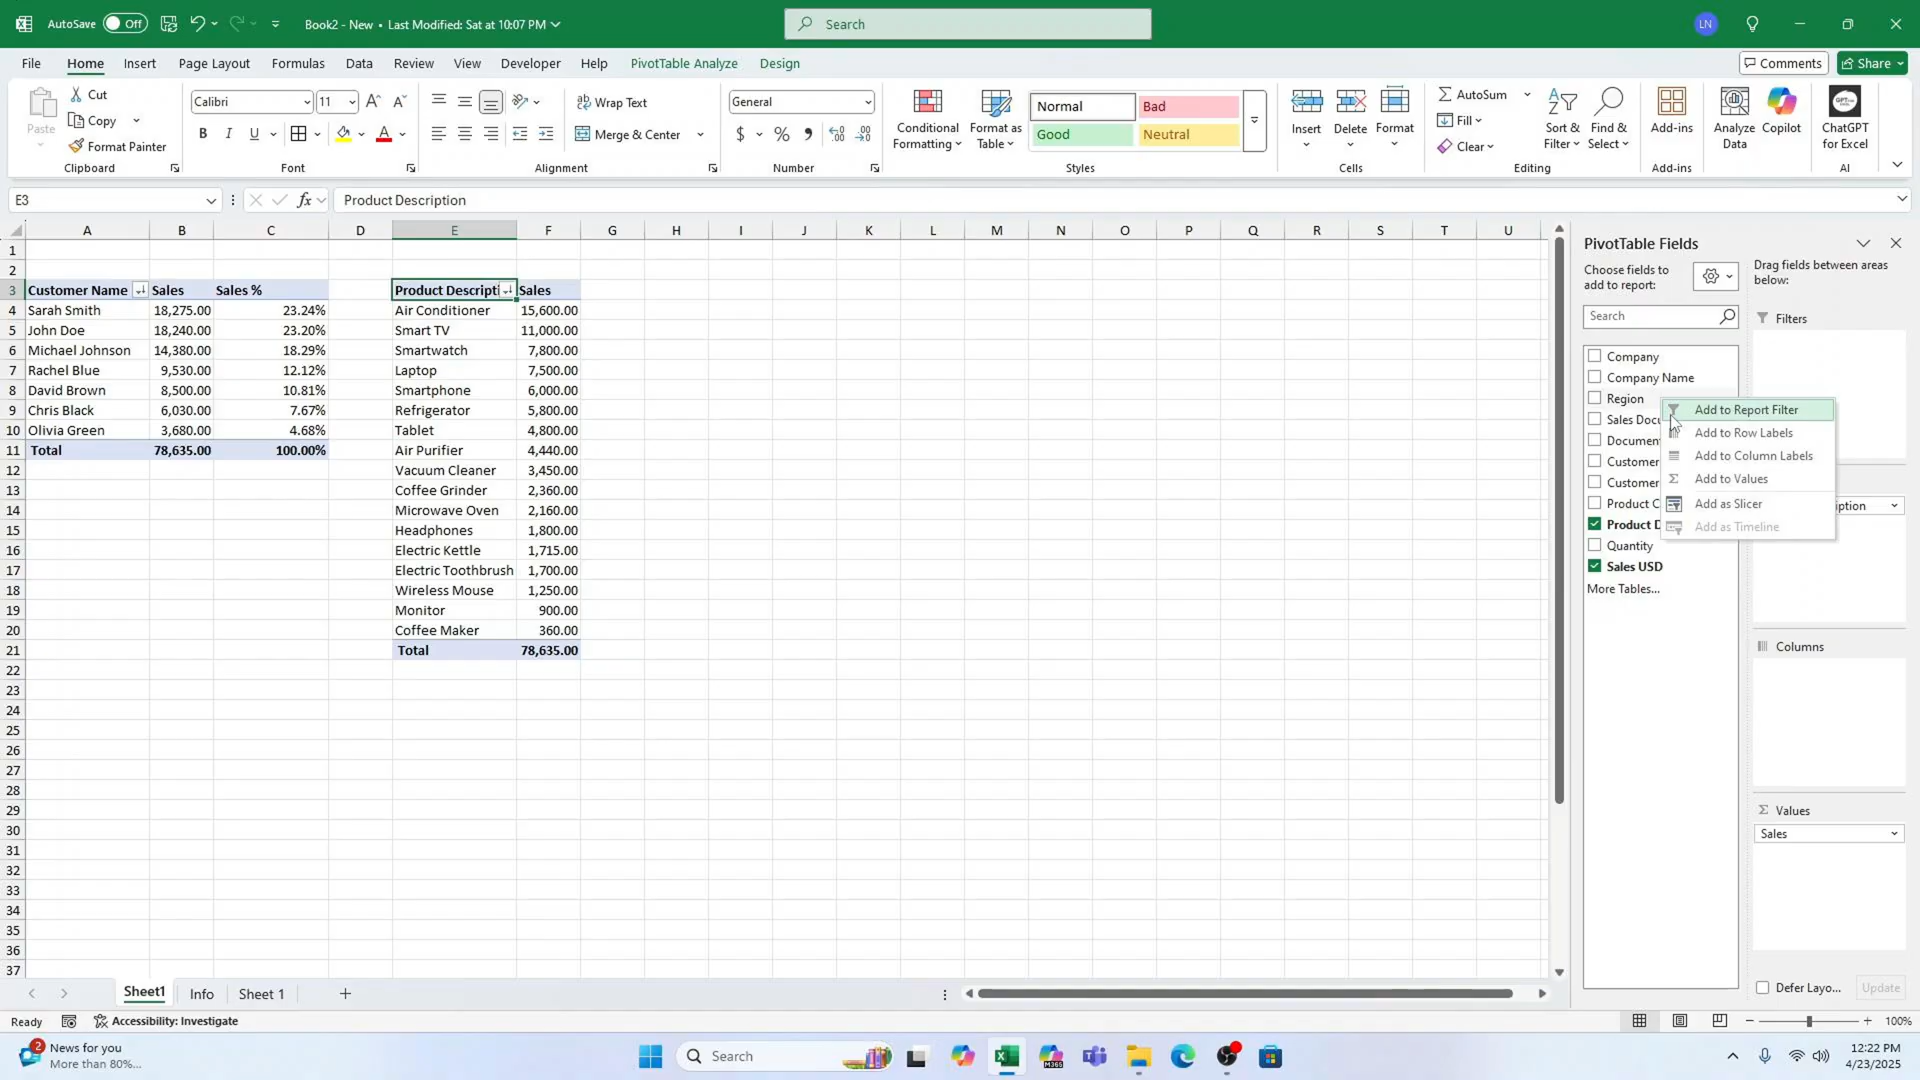 AutoSave Off Book2 - New • Last Modified: Sat at 10:07 PM Search LN
File Home Insert Page Layout Formulas Data Review View Developer Help PivotTable Analyze Design Comments Share
Paste Cut Copy Format Painter Clipboard
Calibri 11 B I U A Font
Wrap Text Merge & Center Alignment
General $ % Number
Conditional Formatting Format as Table Normal Bad Good Neutral Styles
Insert Delete Format Cells
AutoSum Fill Clear Sort & Filter Find & Select Editing
Add-ins Add-ins
Analyze Data Copilot
ChatGPT for Excel AI
E3 fx Product Description
A B C D E F G H I J K L M N O P Q R S T U
1
2
3 Customer Name Sales Sales % Product Descripti Sales
4 Sarah Smith 18,275.00 23.24% Air Conditioner 15,600.00
5 John Doe 18,240.00 23.20% Smart TV 11,000.00
6 Michael Johnson 14,380.00 18.29% Smartwatch 7,800.00
7 Rachel Blue 9,530.00 12.12% Laptop 7,500.00
8 David Brown 8,500.00 10.81% Smartphone 6,000.00
9 Chris Black 6,030.00 7.67% Refrigerator 5,800.00
10 Olivia Green 3,680.00 4.68% Tablet 4,800.00
11 Total 78,635.00 100.00% Air Purifier 4,440.00
12 Vacuum Cleaner 3,450.00
13 Coffee Grinder 2,360.00
14 Microwave Oven 2,160.00
15 Headphones 1,800.00
16 Electric Kettle 1,715.00
17 Electric Toothbrush 1,700.00
18 Wireless Mouse 1,250.00
19 Monitor 900.00
20 Coffee Maker 360.00
21 Total 78,635.00
22
23
24
25
26
27
28
29
30
31
32
33
34
35
36
37
PivotTable Fields
Choose fields to add to report:
Search
Company
Company Name
Region
Sales Docu
Documen
Customer
Customer
Product C
Product D
Quantity
Sales USD
More Tables...
Add to Report Filter
Add to Row Labels
Add to Column Labels
Add to Values
Add as Slicer
Add as Timeline
Drag fields between areas below:
Filters
iption
Columns
Σ Values
Sales
Defer Layo... Update
Sheet1 Info Sheet 1
Ready Accessibility: Investigate 100%
2 News for you
More than 80%...
Search
M365
12:22 PM
4/23/2025